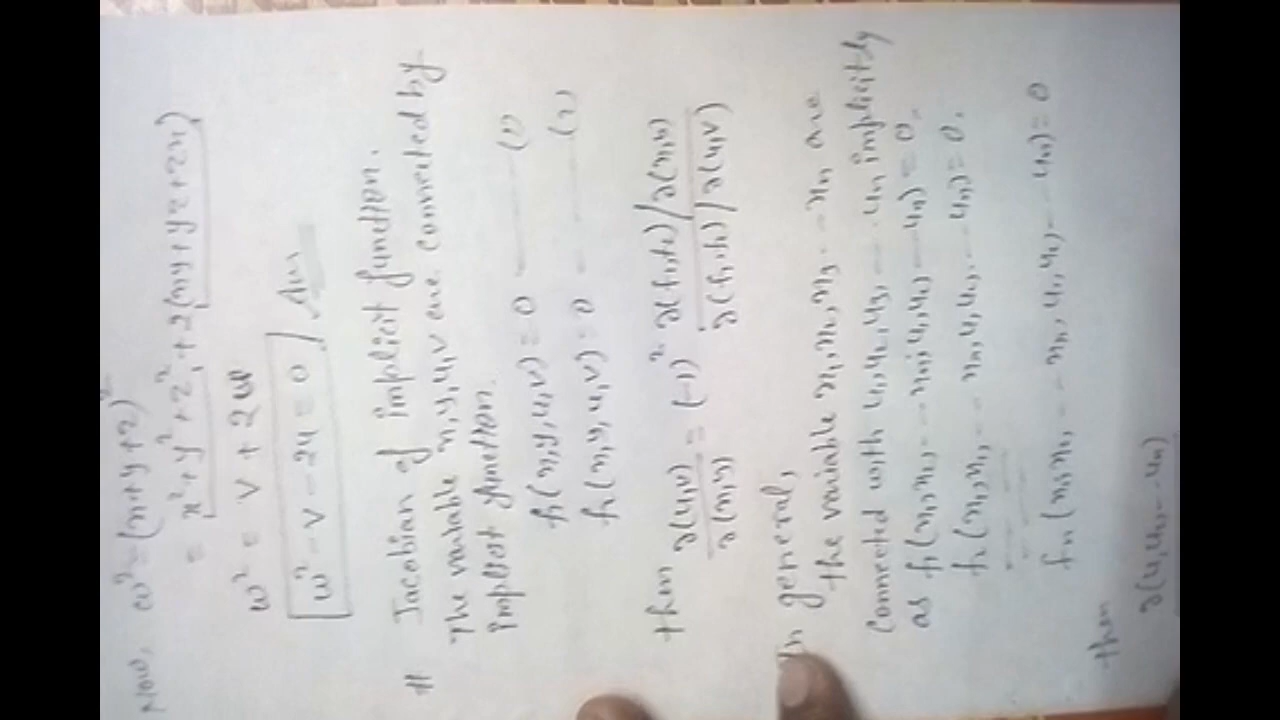 Now, w² = (x+y+z)²
= x²+y²+z²+2(xy+yz+zx)
w² = v + 2u
w² - v - 2u = 0 / Ans
# Jacobian of implicit function.
The variable x,y,u,v are connected by
implicit function.
f₁(x,y,u,v) = 0 ——— (1)
f₂(x,y,u,v) = 0 ——— (2)
then ∂(u,v)/∂(x,y) = (-1)² ∂(f₁,f₂)/∂(x,y) / ∂(f₁,f₂)/∂(u,v)
In general,
the variable x₁,x₂,x₃ -- xn are
connected with u₁,u₂,u₃, -- un implicitly
as f₁(x₁,x₂, -- xn, u₁,u₂ -- un) = 0.
f₂(x₁,x₂, -- xn,u₁,u₂, -- un) = 0.
fn(x₁,x₂, -- xn, u₁,u₂, -- un) = 0
then
∂(u₁,u₂ -- un)